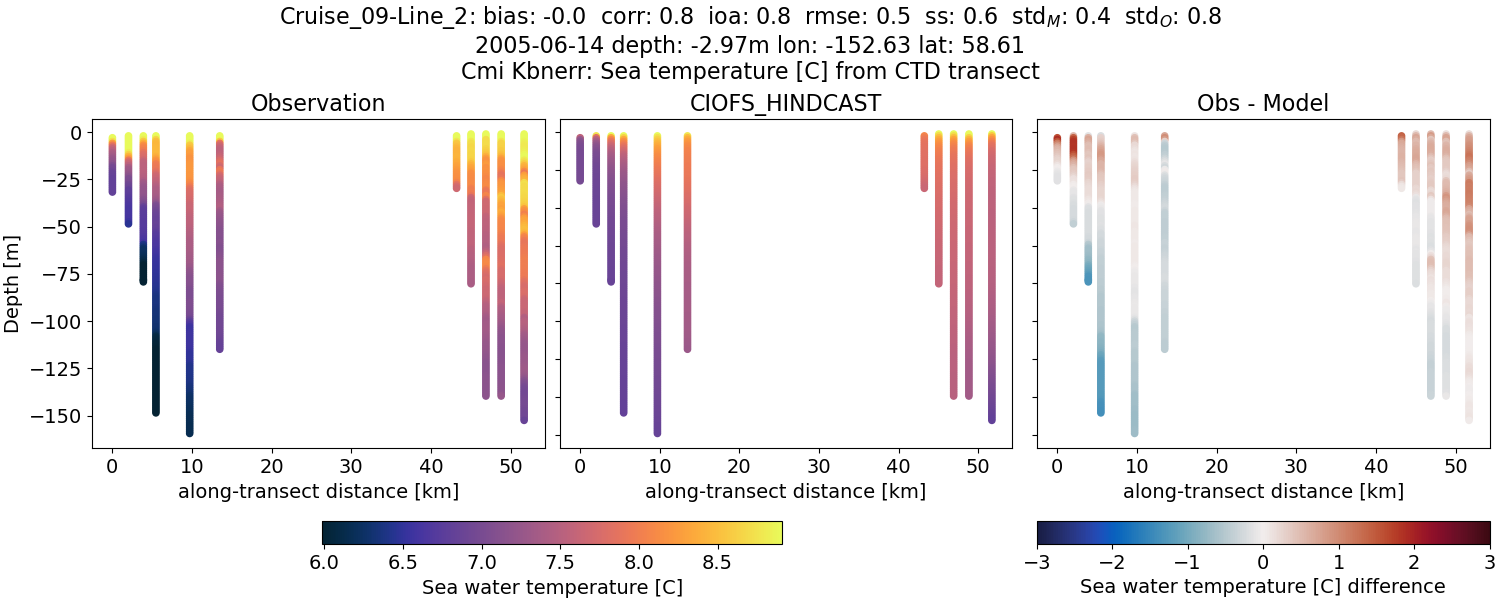 Cruise_09-Line_2: bias: -0.0 corr: 0.8 ioa: 0.8 rmse: 0.5 ss: 0.6 std_M: 0.4 std_O: 0.8
2005-06-14 depth: -2.97m lon: -152.63 lat: 58.61
Cmi Kbnerr: Sea temperature [C] from CTD transect
Observation
CIOFS_HINDCAST
Obs - Model
Depth [m]
0
−25
−50
−75
−100
−125
−150
0 10 20 30 40 50
0 10 20 30 40 50
0 10 20 30 40 50
along-transect distance [km]
along-transect distance [km]
along-transect distance [km]
6.0 6.5 7.0 7.5 8.0 8.5
Sea water temperature [C]
−3 −2 −1 0 1 2 3
Sea water temperature [C] difference